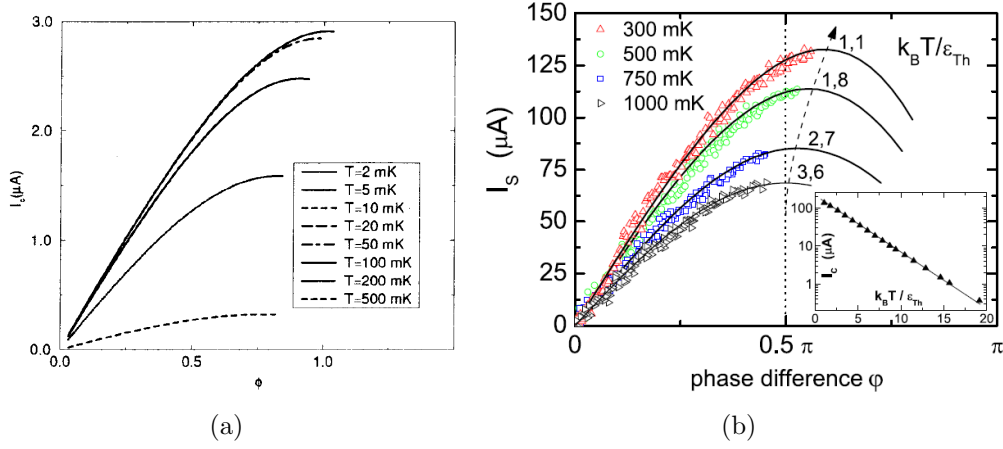 3.0
2.0
1.0
0.0
I_c(μA)
T=2 mK
T=5 mK
T=10 mK
T=20 mK
T=50 mK
T=100 mK
T=200 mK
T=500 mK
0.0 0.5 1.0
ϕ
(a)
150
125
100
75
50
25
0
I_S (μA)
300 mK
500 mK
750 mK
1000 mK
k_BT/ε_Th
1,1
1,8
2,7
3,6
100
10
1
I_C (μA)
k_BT/ε_Th
0 5 10 15 20
0 0.5 π π
phase difference φ
(b)